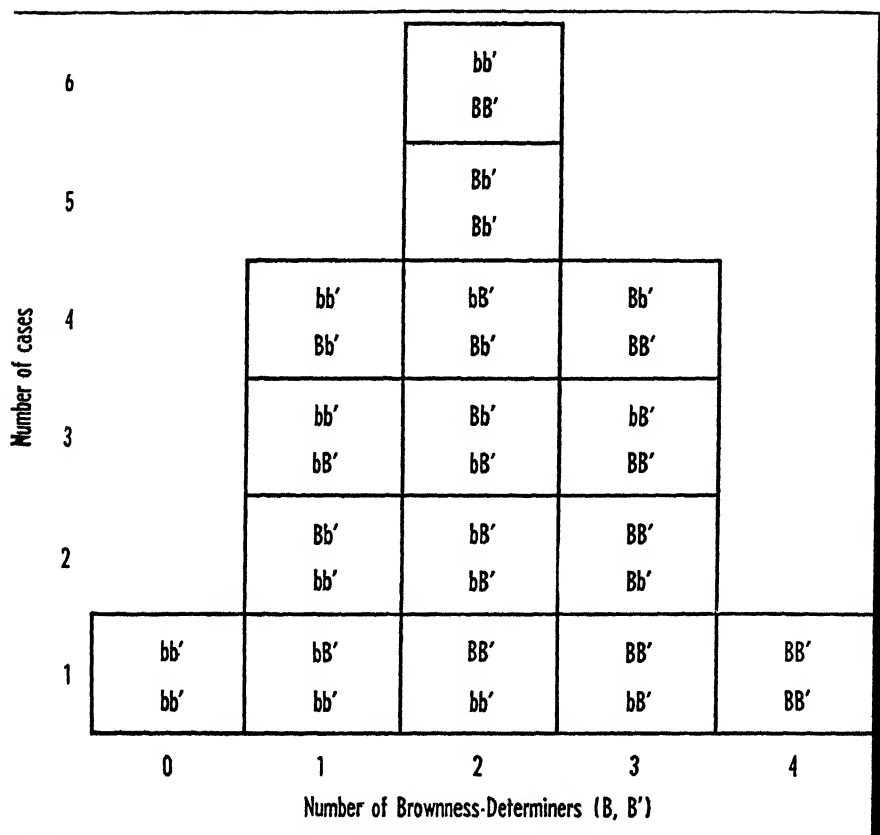 6
bb′
BB′
5
Bb′
Bb′
Number of cases
4
bb′ bB′ Bb′
Bb′ Bb′ BB′
3
bb′ Bb′ bB′
bB′ bB′ BB′
2
Bb′ bB′ BB′
bb′ bB′ Bb′
1
bb′ bB′ BB′ BB′ BB′
bb′ bb′ bb′ bB′ BB′
0 1 2 3 4
Number of Brownness-Determiners (B, B′)